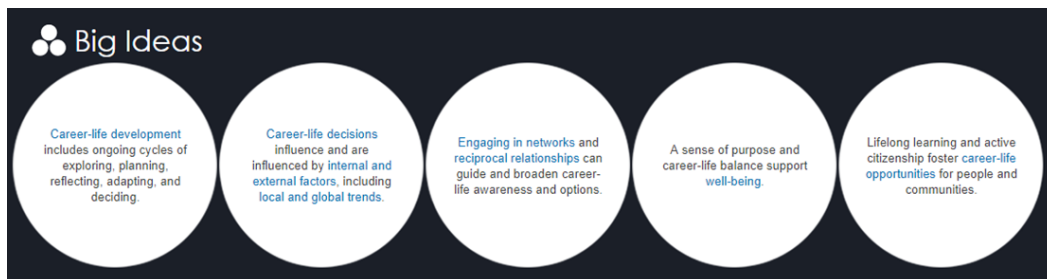 Big Ideas
Career-life development
includes ongoing cycles of
exploring, planning,
reflecting, adapting, and
deciding.
Career-life decisions
influence and are
influenced by internal and
external factors, including
local and global trends.
Engaging in networks and
reciprocal relationships can
guide and broaden career-
life awareness and options.
A sense of purpose and
career-life balance support
well-being.
Lifelong learning and active
citizenship foster career-life
opportunities for people and
communities.